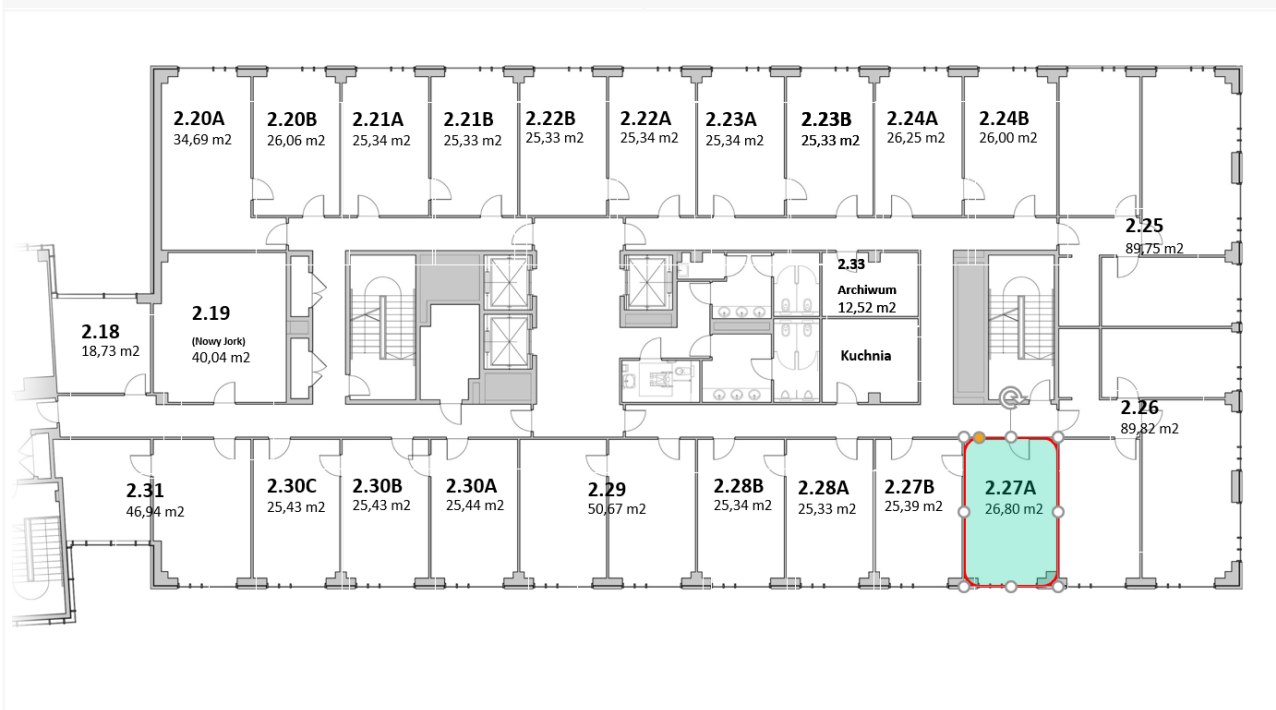 2.20A
34,69 m2
2.20B
26,06 m2
2.21A
25,34 m2
2.21B
25,33 m2
2.22B
25,33 m2
2.22A
25,34 m2
2.23A
25,34 m2
2.23B
25,33 m2
2.24A
26,25 m2
2.24B
26,00 m2
2.25
89,75 m2
2.18
18,73 m2
2.19
(Nowy Jork)
40,04 m2
2.33
Archiwum
12,52 m2
Kuchnia
2.26
89,82 m2
2.31
46,94 m2
2.30C
25,43 m2
2.30B
25,43 m2
2.30A
25,44 m2
2.29
50,67 m2
2.28B
25,34 m2
2.28A
25,33 m2
2.27B
25,39 m2
2.27A
26,80 m2